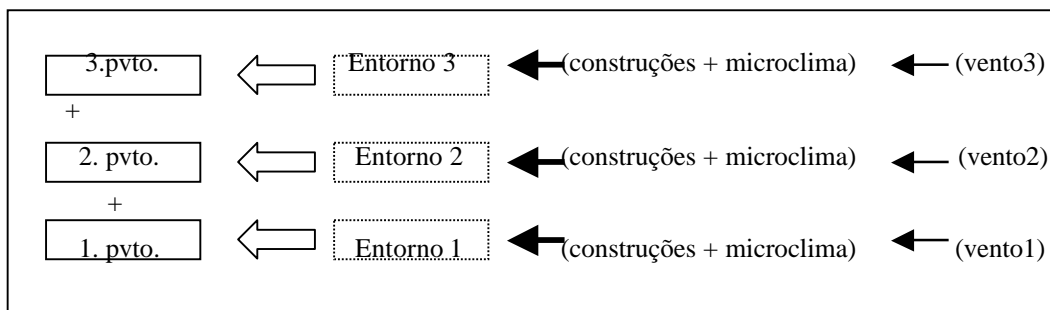 3.pvto. Entorno 3 (construções + microclima) (vento3)
+
2. pvto. Entorno 2 (construções + microclima) (vento2)
+
1. pvto. Entorno 1 (construções + microclima) (vento1)